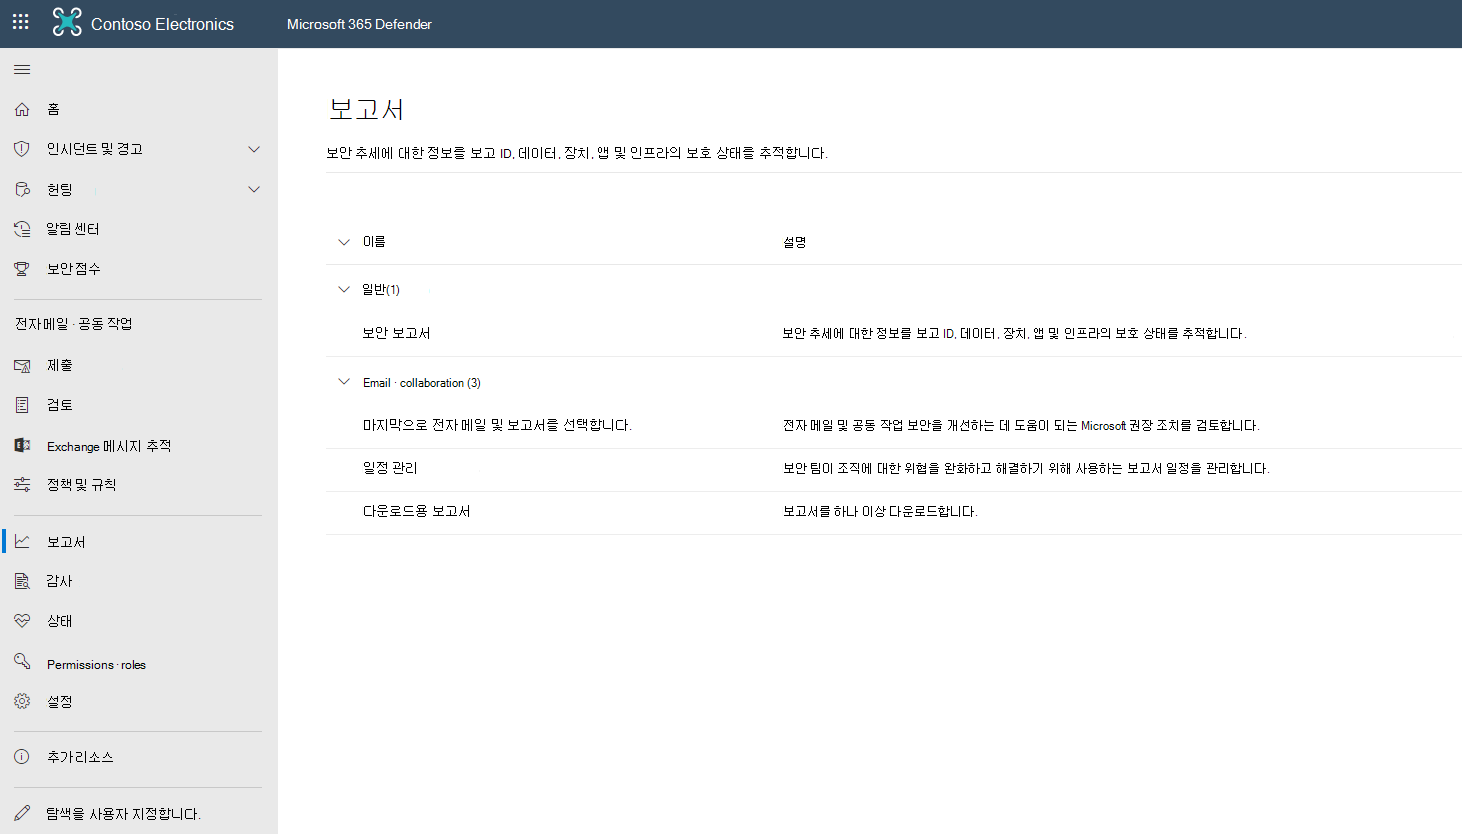 Contoso Electronics
Microsoft 365 Defender
홈
인시던트 및 경고
헌팅
알림 센터
보안 점수
전자 메일 · 공동 작업
제출
검토
Exchange 메시지 추적
정책 및 규칙
보고서
감사
상태
Permissions · roles
설정
추가 리소스
탐색을 사용자 지정합니다.
보고서
보안 추세에 대한 정보를 보고 ID, 데이터, 장치, 앱 및 인프라의 보호 상태를 추적합니다.
이름 설명
일반(1)
보안 보고서 보안 추세에 대한 정보를 보고 ID, 데이터, 장치, 앱 및 인프라의 보호 상태를 추적합니다.
Email · collaboration (3)
마지막으로 전자 메일 및 보고서를 선택합니다. 전자 메일 및 공동 작업 보안을 개선하는 데 도움이 되는 Microsoft 권장 조치를 검토합니다.
일정 관리 보안 팀이 조직에 대한 위협을 완화하고 해결하기 위해 사용하는 보고서 일정을 관리합니다.
다운로드용 보고서 보고서를 하나 이상 다운로드합니다.